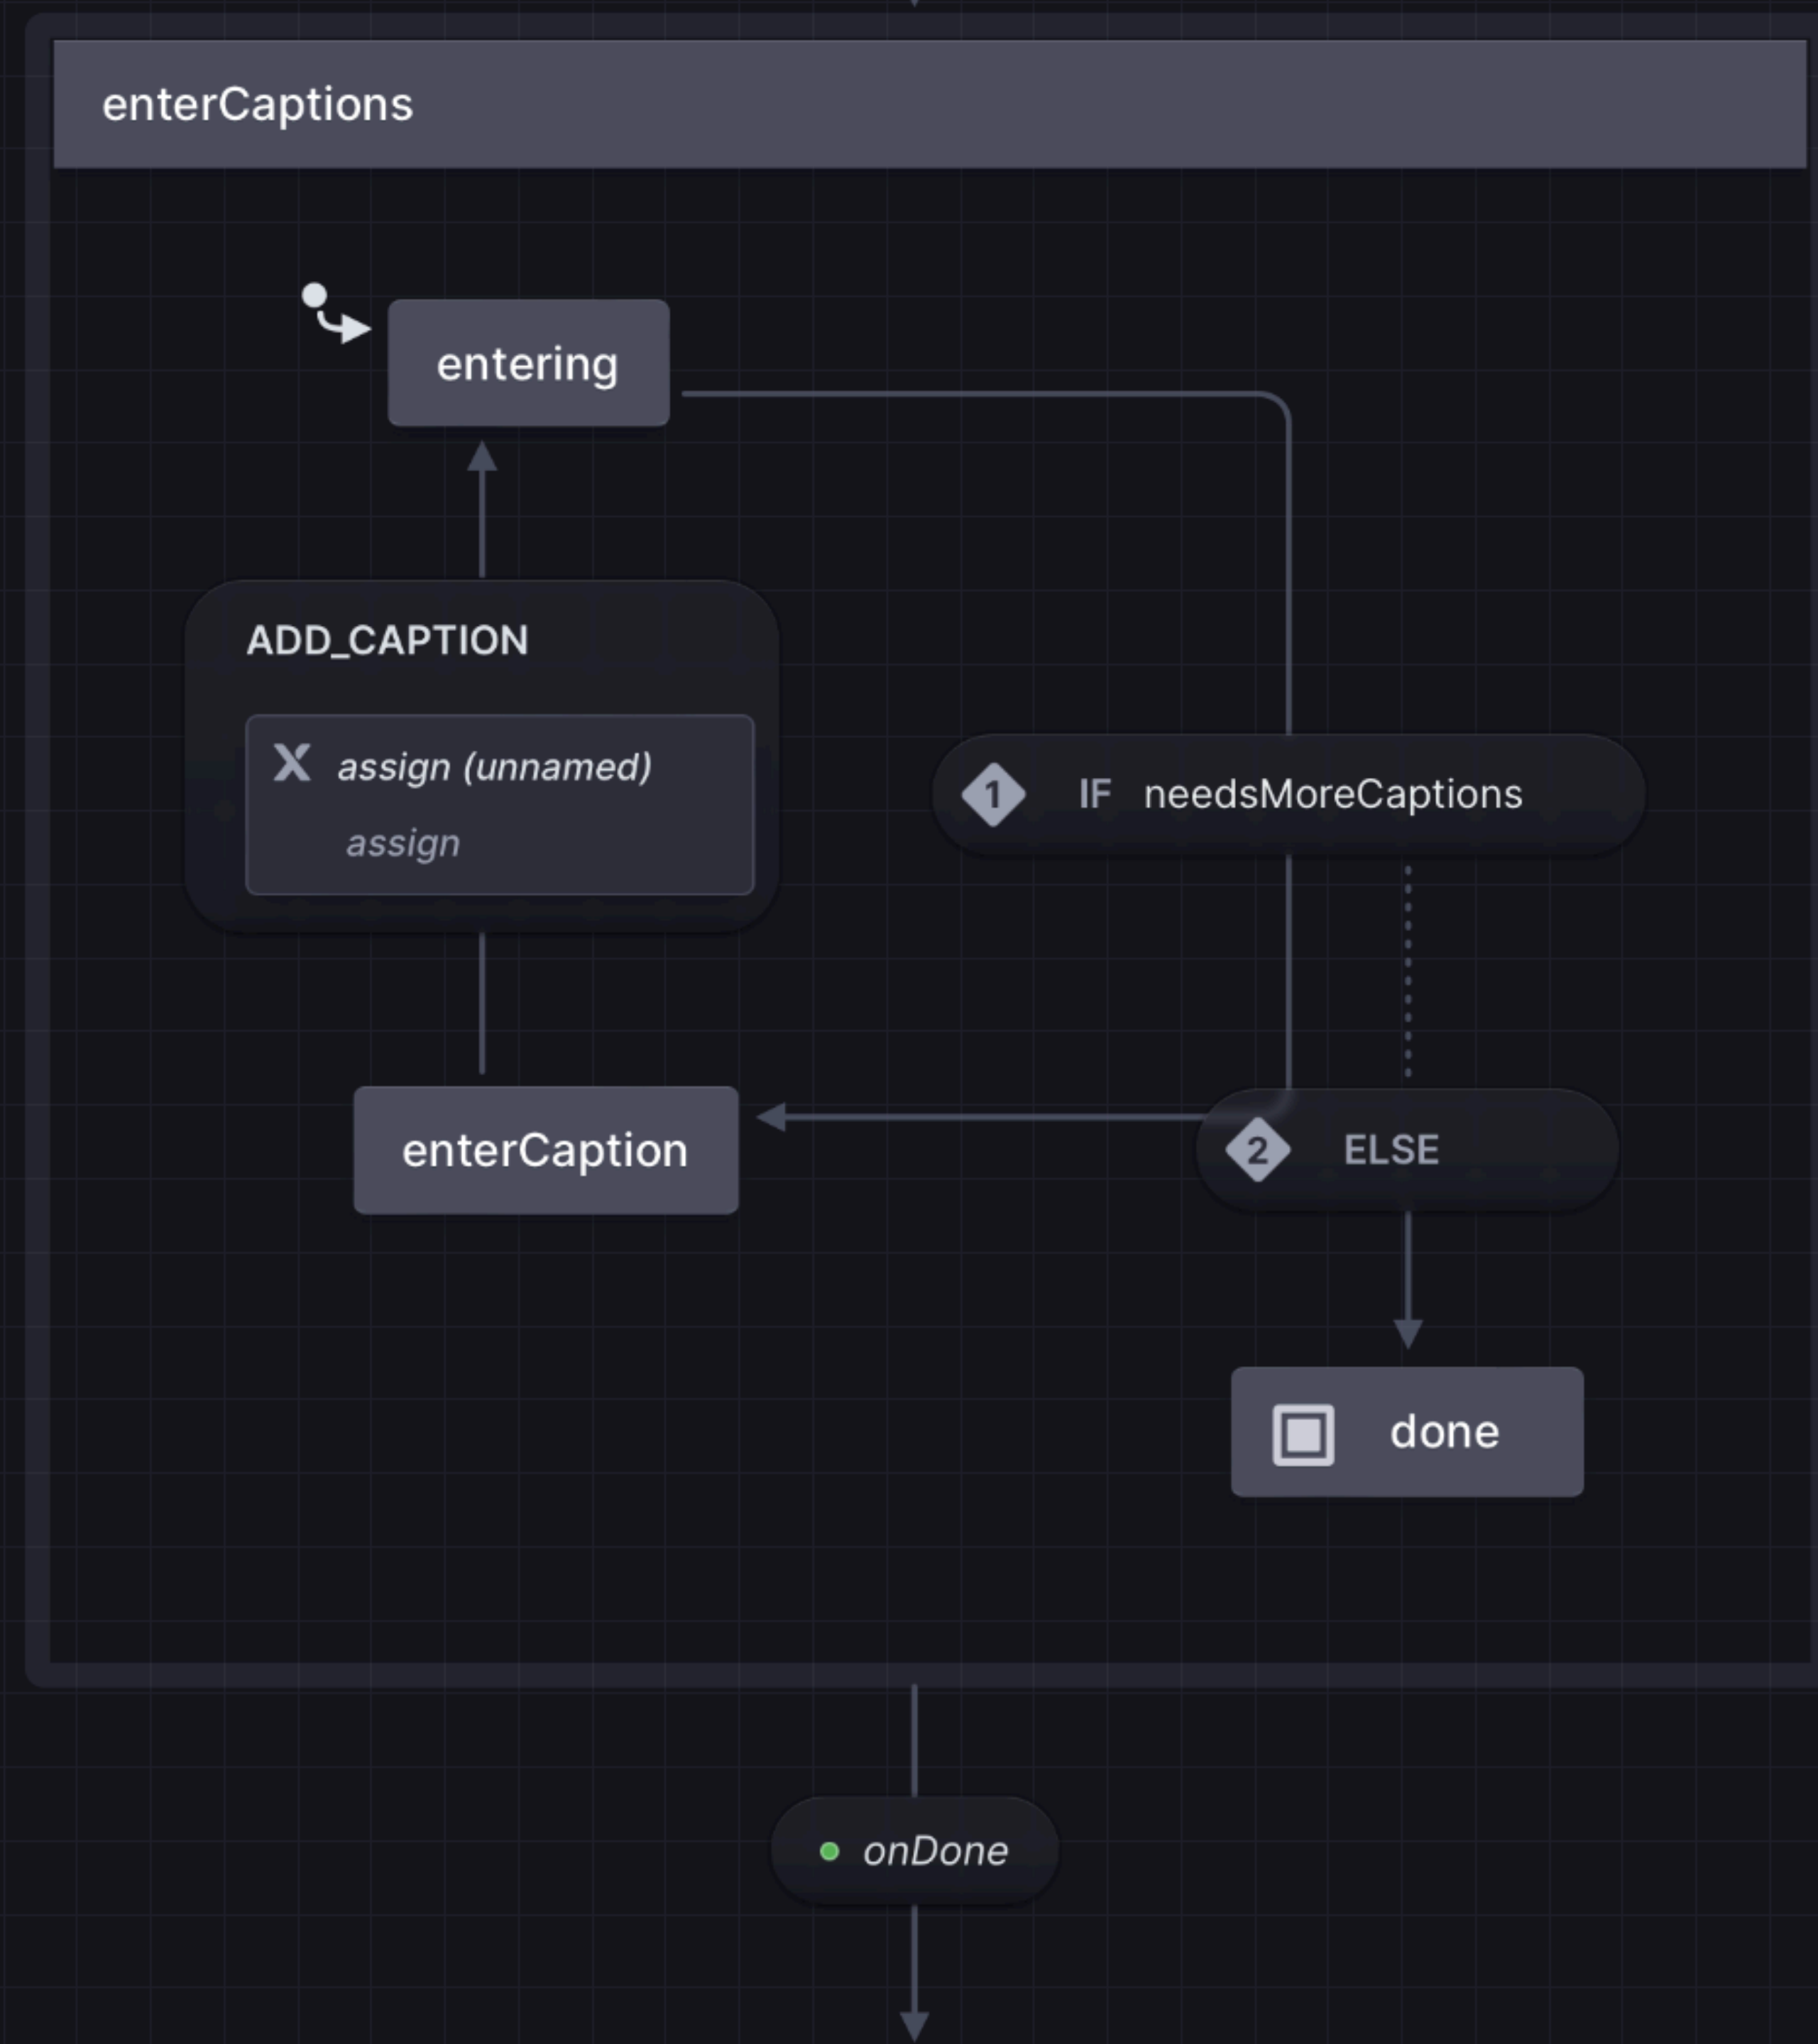 enterCaptions
entering
ADD_CAPTION
assign (unnamed)
assign
1 IF needsMoreCaptions
enterCaption
2 ELSE
done
onDone